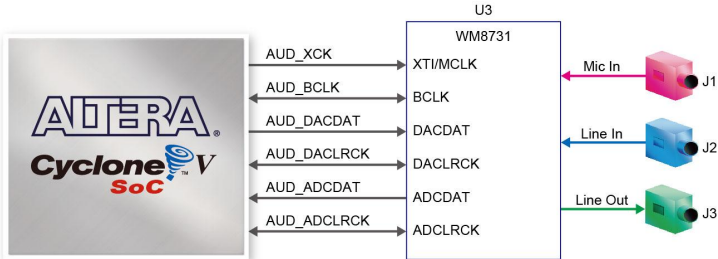 U3
WM8731
ALTERA.
Cyclone V
SoC
AUD_XCK
AUD_BCLK
AUD_DACDAT
AUD_DACLRCK
AUD_ADCDAT
AUD_ADCLRCK
XTI/MCLK
BCLK
DACDAT
DACLRCK
ADCDAT
ADCLRCK
Mic In
J1
Line In
J2
Line Out
J3